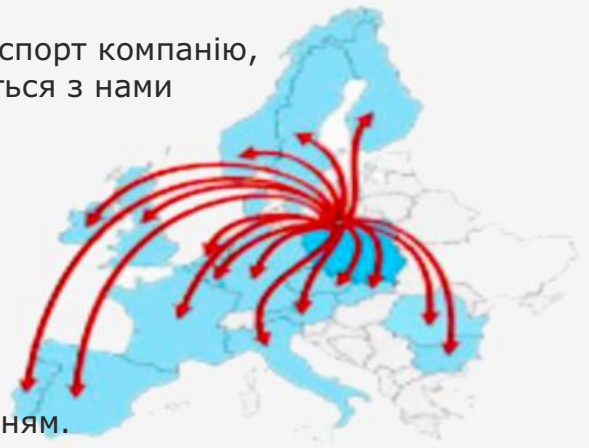 спорт компанію,
ться з нами
ням.